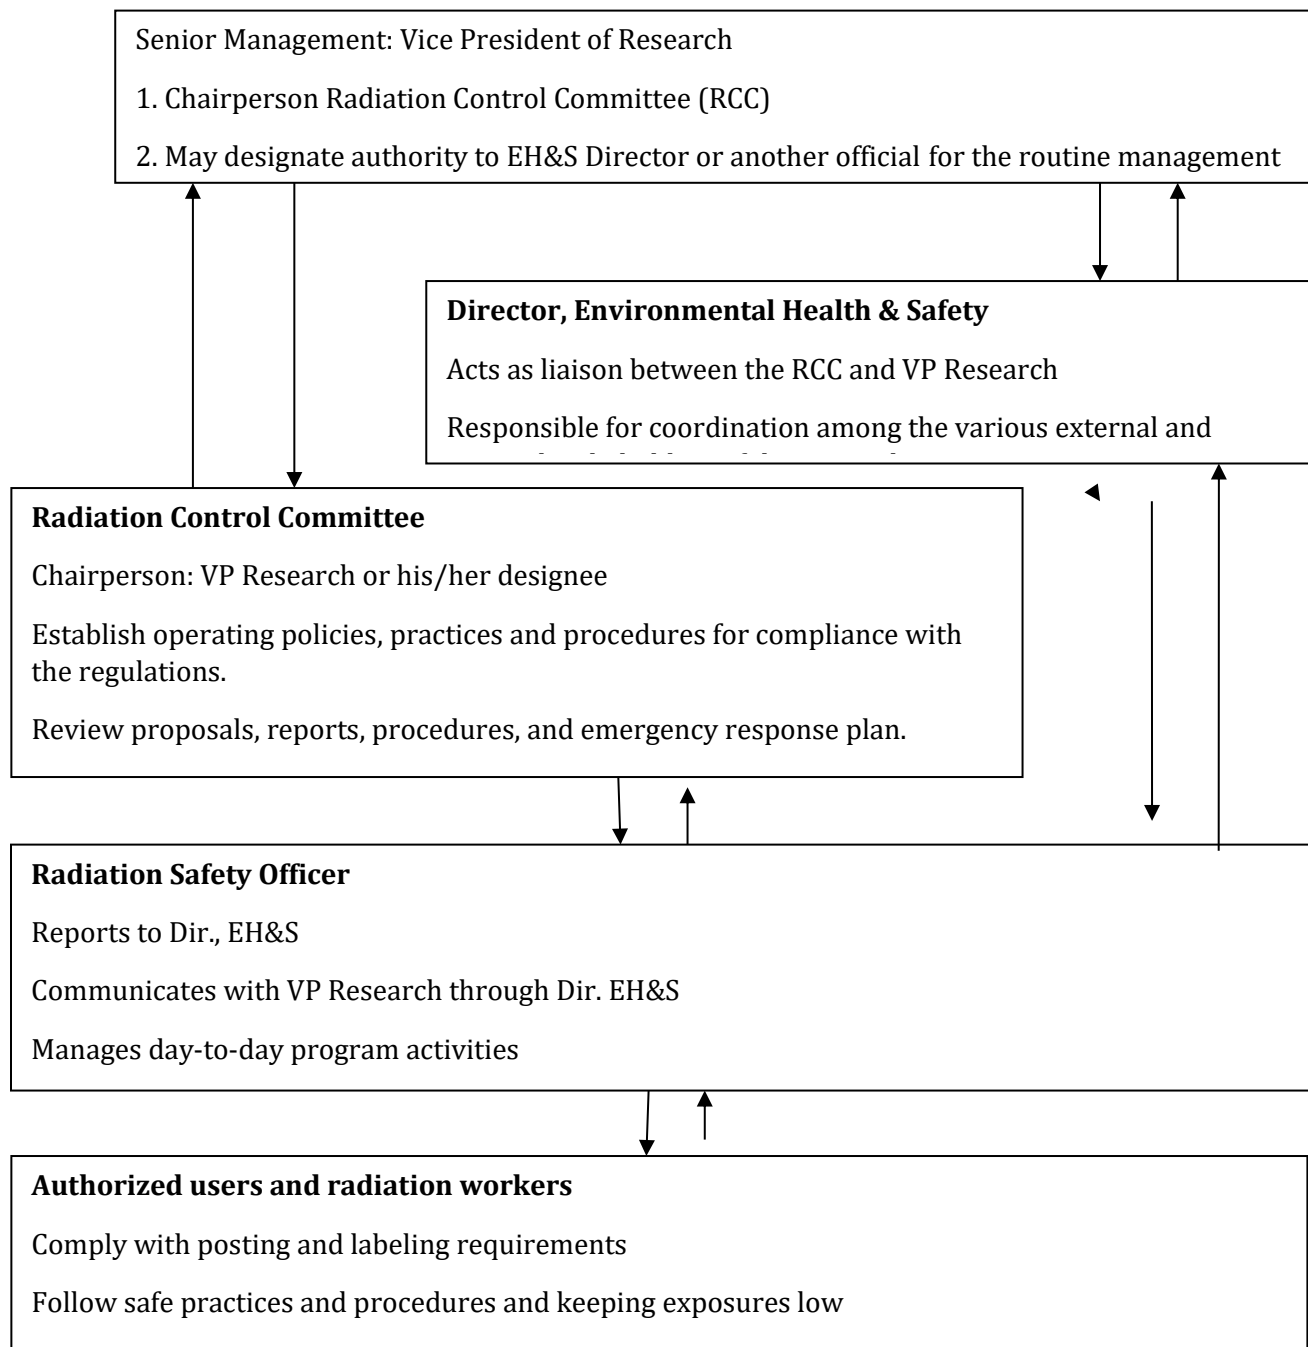 Senior Management: Vice President of Research
1. Chairperson Radiation Control Committee (RCC)
2. May designate authority to EH&S Director or another official for the routine management
Director, Environmental Health & Safety
Acts as liaison between the RCC and VP Research
Responsible for coordination among the various external and
Radiation Control Committee
Chairperson: VP Research or his/her designee
Establish operating policies, practices and procedures for compliance with
the regulations.
Review proposals, reports, procedures, and emergency response plan.
Radiation Safety Officer
Reports to Dir., EH&S
Communicates with VP Research through Dir. EH&S
Manages day-to-day program activities
Authorized users and radiation workers
Comply with posting and labeling requirements
Follow safe practices and procedures and keeping exposures low